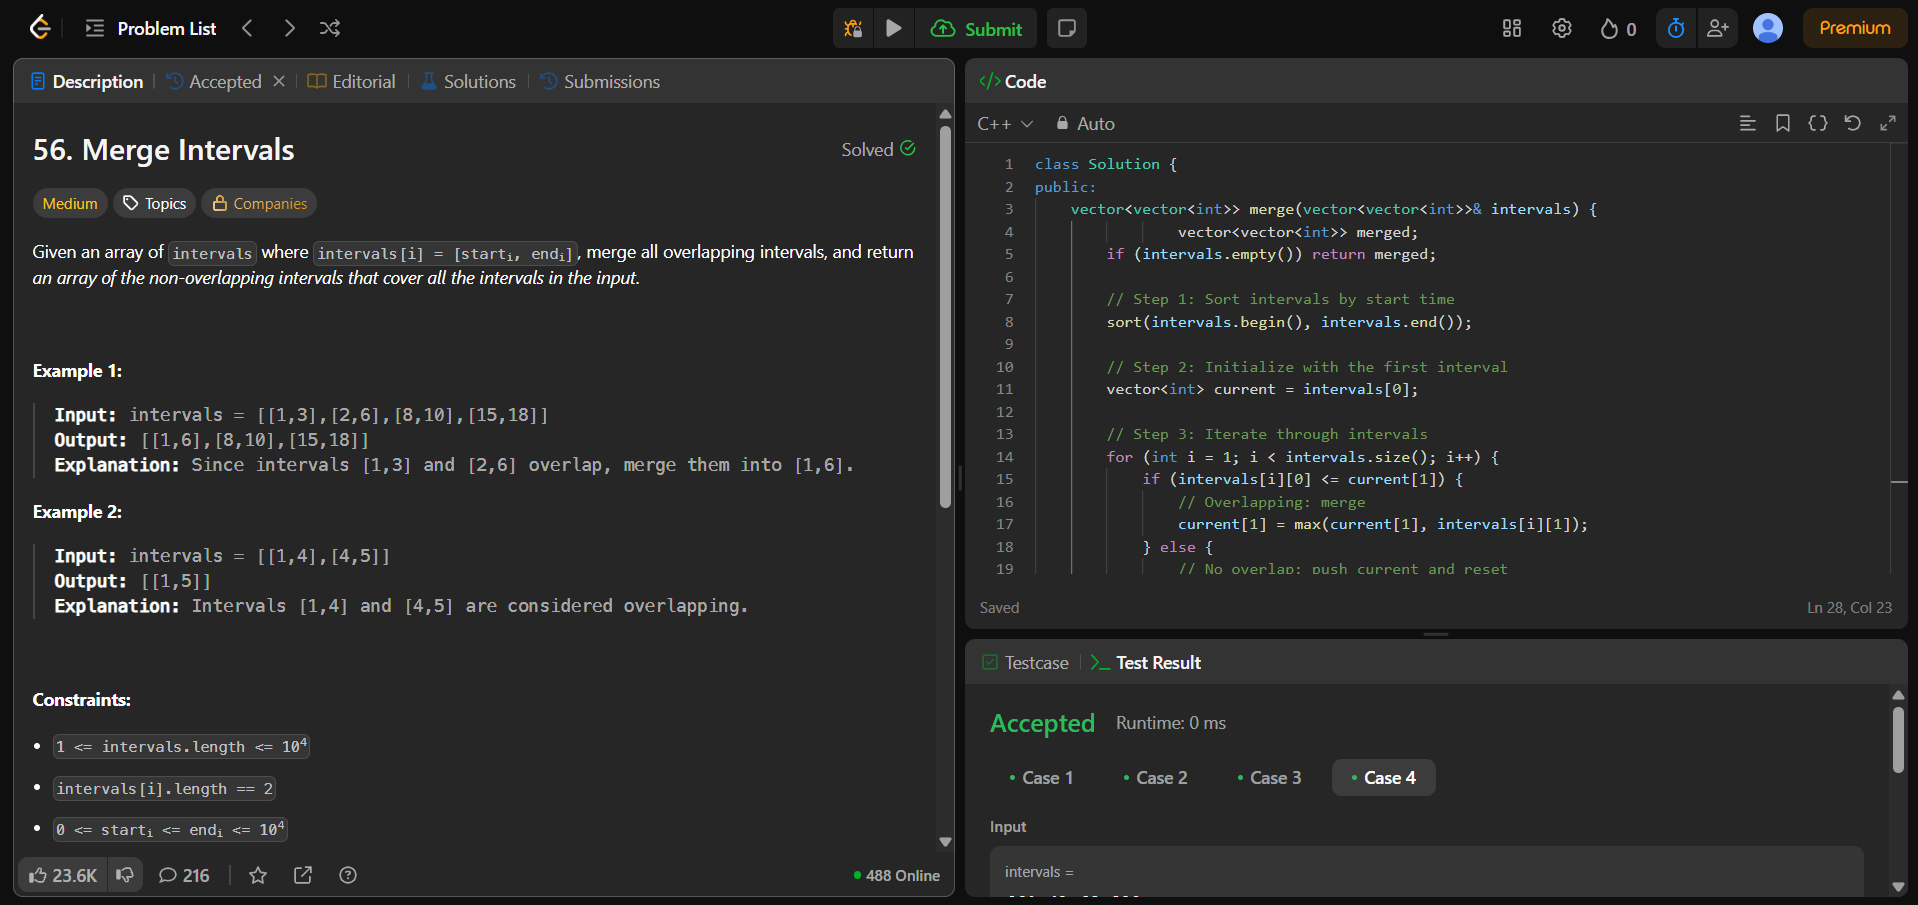 Problem List
Submit
0
Premium
Description
Accepted
Editorial
Solutions
Submissions
56. Merge Intervals
Solved
Medium
Topics
Companies
Given an array of intervals where intervals[i] = [starti, endi], merge all overlapping intervals, and return
an array of the non-overlapping intervals that cover all the intervals in the input.
Example 1:
Input: intervals = [[1,3],[2,6],[8,10],[15,18]]
Output: [[1,6],[8,10],[15,18]]
Explanation: Since intervals [1,3] and [2,6] overlap, merge them into [1,6].
Example 2:
Input: intervals = [[1,4],[4,5]]
Output: [[1,5]]
Explanation: Intervals [1,4] and [4,5] are considered overlapping.
Constraints:
• 1 <= intervals.length <= 10⁴
• intervals[i].length == 2
• 0 <= starti <= endi <= 10⁴
23.6K
216
488 Online
</> Code
C++
Auto
1 class Solution {
2 public:
3     vector<vector<int>> merge(vector<vector<int>>& intervals) {
4                 vector<vector<int>> merged;
5         if (intervals.empty()) return merged;
6
7         // Step 1: Sort intervals by start time
8         sort(intervals.begin(), intervals.end());
9
10         // Step 2: Initialize with the first interval
11         vector<int> current = intervals[0];
12
13         // Step 3: Iterate through intervals
14         for (int i = 1; i < intervals.size(); i++) {
15             if (intervals[i][0] <= current[1]) {
16                 // Overlapping: merge
17                 current[1] = max(current[1], intervals[i][1]);
18             } else {
19                 // No overlap: push current and reset
Saved
Ln 28, Col 23
Testcase
Test Result
Accepted
Runtime: 0 ms
• Case 1
• Case 2
• Case 3
• Case 4
Input
intervals =